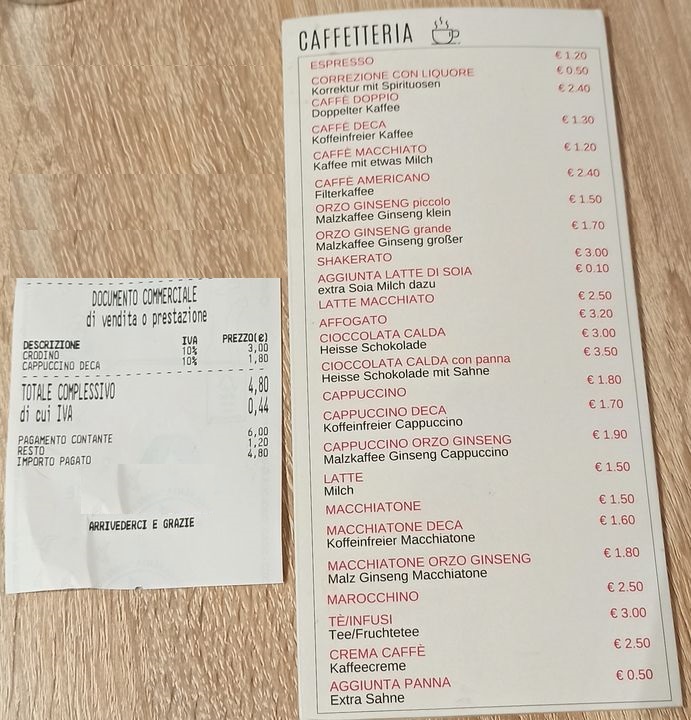 DOCUMENTO COMMERCIALE
di vendita o prestazione
DESCRIZIONE IVA PREZZO(€)
CRODINO 10% 3,00
CAPPUCCINO DECA 10% 1,80
TOTALE COMPLESSIVO 4,80
di cui IVA 0,44
PAGAMENTO CONTANTE 6,00
RESTO 1,20
IMPORTO PAGATO 4,80
ARRIVEDERCI E GRAZIE
CAFFETTERIA
ESPRESSO € 1.20
CORREZIONE CON LIQUORE € 0.50
Korrektur mit Spirituosen
CAFFÈ DOPPIO € 2.40
Doppelter Kaffee
CAFFÈ DECA € 1.30
Koffeinfreier Kaffee
CAFFÈ MACCHIATO € 1.20
Kaffee mit etwas Milch
CAFFÈ AMERICANO € 2.40
Filterkaffee
ORZO GINSENG piccolo € 1.50
Malzkaffee Ginseng klein
ORZO GINSENG grande € 1.70
Malzkaffee Ginseng großer
SHAKERATO € 3.00
AGGIUNTA LATTE DI SOIA € 0.10
extra Soia Milch dazu
LATTE MACCHIATO € 2.50
AFFOGATO € 3.20
CIOCCOLATA CALDA € 3.00
Heisse Schokolade
CIOCCOLATA CALDA con panna € 3.50
Heisse Schokolade mit Sahne
CAPPUCCINO € 1.80
CAPPUCCINO DECA € 1.70
Koffeinfreier Cappuccino
CAPPUCCINO ORZO GINSENG € 1.90
Malzkaffee Ginseng Cappuccino
LATTE € 1.50
Milch
MACCHIATONE € 1.50
MACCHIATONE DECA € 1.60
Koffeinfreier Macchiatone
MACCHIATONE ORZO GINSENG € 1.80
Malz Ginseng Macchiatone
MAROCCHINO € 2.50
TÈ/INFUSI € 3.00
Tee/Fruchtetee
CREMA CAFFÈ € 2.50
Kaffeecreme
AGGIUNTA PANNA € 0.50
Extra Sahne